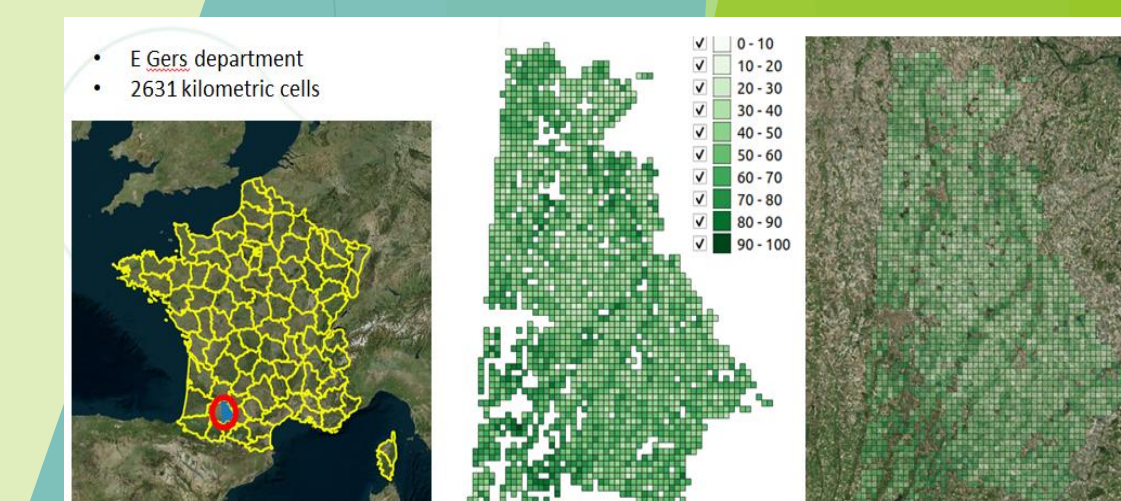 • E Gers department
• 2631 kilometric cells
0 - 10
10 - 20
20 - 30
30 - 40
40 - 50
50 - 60
60 - 70
70 - 80
80 - 90
90 - 100